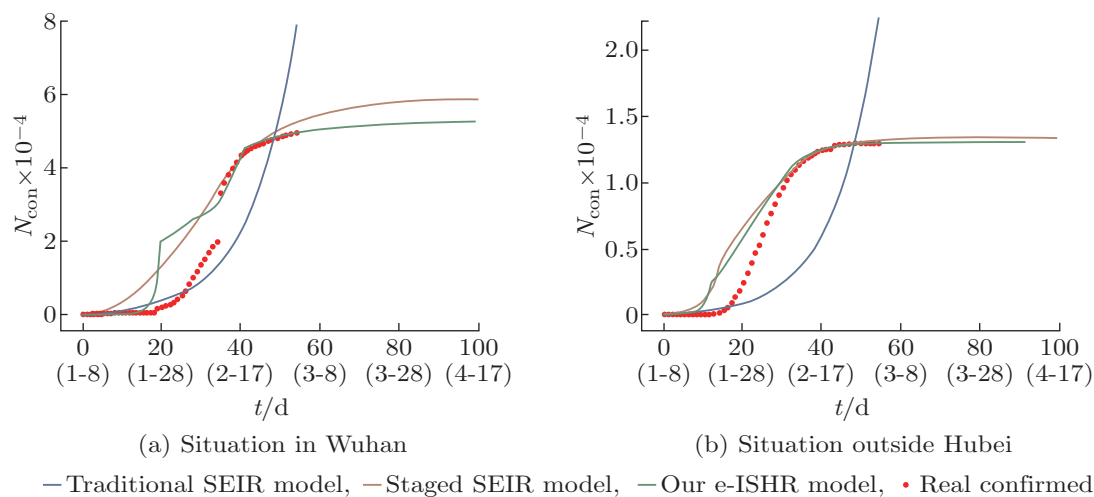 8
6
4
2
0
N_con×10⁻⁴
0 20 40 60 80 100
(1-8) (1-28) (2-17) (3-8) (3-28) (4-17)
t/d
(a) Situation in Wuhan
2.0
1.5
1.0
0.5
0
N_con×10⁻⁴
0 20 40 60 80 100
(1-8) (1-28) (2-17) (3-8) (3-28) (4-17)
t/d
(b) Situation outside Hubei
Traditional SEIR model, Staged SEIR model, Our e-ISHR model, Real confirmed